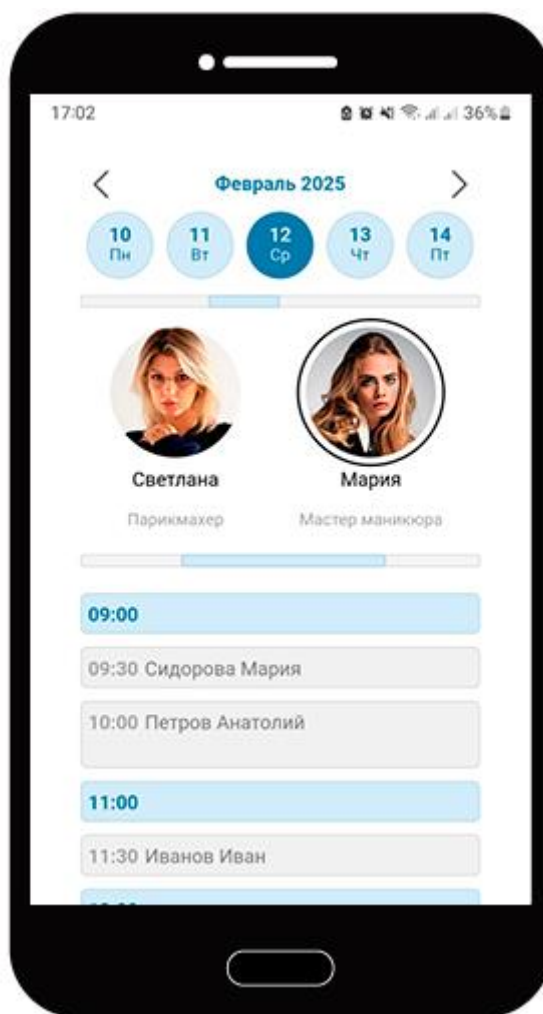 17:02 36%
Февраль 2025
10 11 12 13 14
Пн Вт Ср Чт Пт
Светлана Мария
Парикмахер Мастер маникюра
09:00
09:30 Сидорова Мария
10:00 Петров Анатолий
11:00
11:30 Иванов Иван